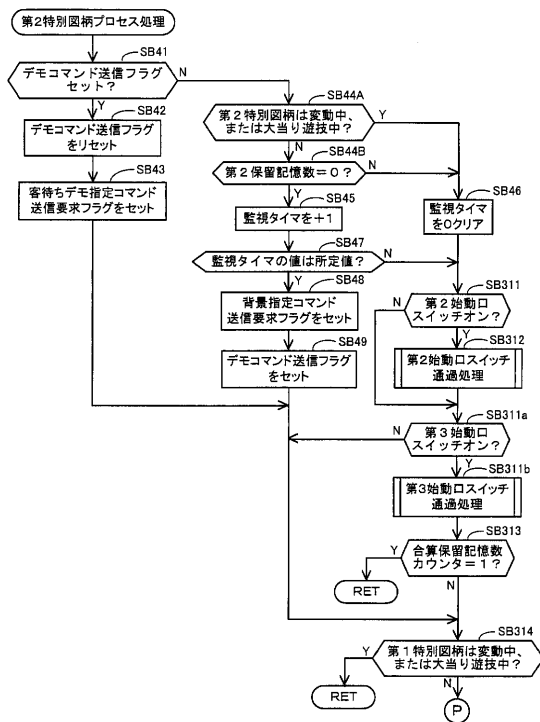 第2特別図柄プロセス処理
SB41
デモコマンド送信フラグ
セット?
N
Y
SB42
デモコマンド送信フラグ
をリセット
SB43
客待ちデモ指定コマンド
送信要求フラグをセット
SB44A
第2特別図柄は変動中、
または大当り遊技中?
Y
N
SB44B
第2保留記憶数=0?
N
Y
SB45
監視タイマを+1
SB46
監視タイマ
を0クリア
SB47
監視タイマの値は所定値?
N
Y
SB48
背景指定コマンド
送信要求フラグをセット
SB49
デモコマンド送信フラグ
をセット
SB311
N
第2始動口
スイッチオン?
Y
SB312
第2始動口スイッチ
通過処理
SB311a
N
第3始動口
スイッチオン?
Y
SB311b
第3始動口スイッチ
通過処理
SB313
Y
合算保留記憶数
カウンタ=1?
RET
N
SB314
Y
第1特別図柄は変動中、
または大当り遊技中?
RET
N
P